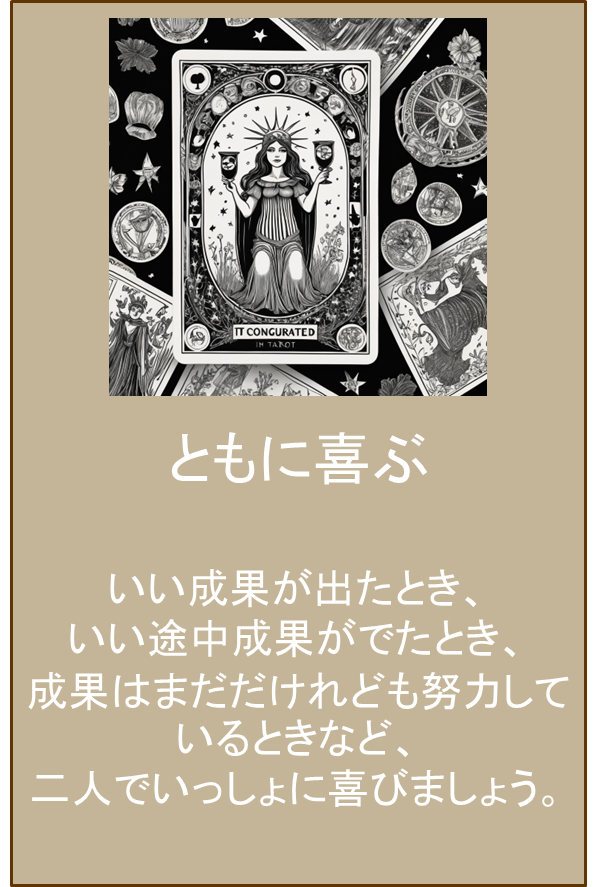 IT CONGURATED
IH TABOT
ともに喜ぶ
いい成果が出たとき、
いい途中成果がでたとき、
成果はまだだけれども努力して
いるときなど、
二人でいっしょに喜びましょう。